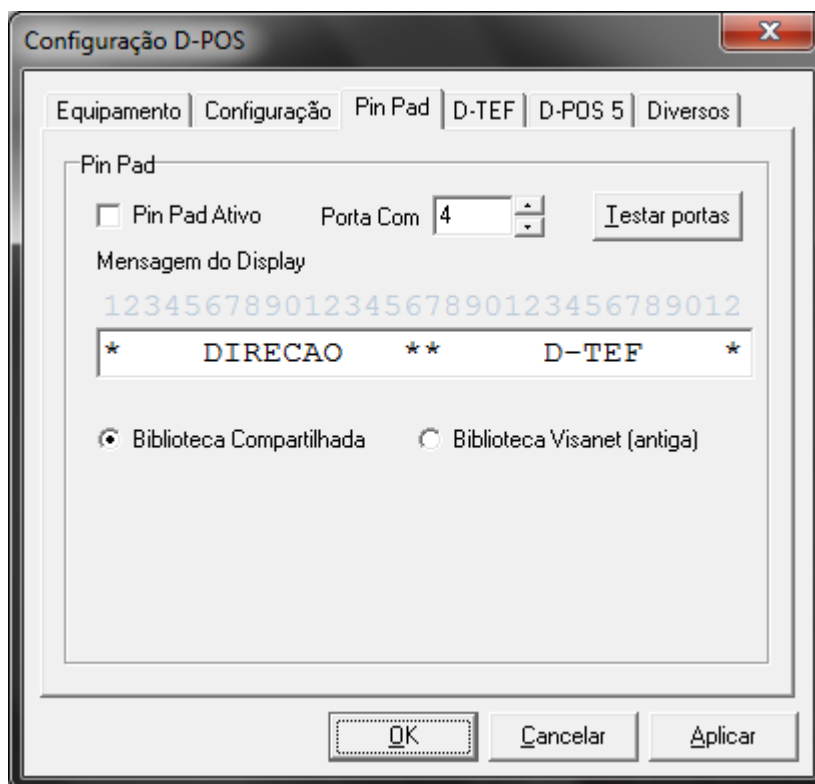 Configuração D-POS
Equipamento Configuração Pin Pad D-TEF D-POS 5 Diversos
Pin Pad
Pin Pad Ativo Porta Com 4 Testar portas
Mensagem do Display
12345678901234567890123456789012
*    DIRECAO   **     D-TEF    *
Biblioteca Compartilhada Biblioteca Visanet (antiga)
OK Cancelar Aplicar